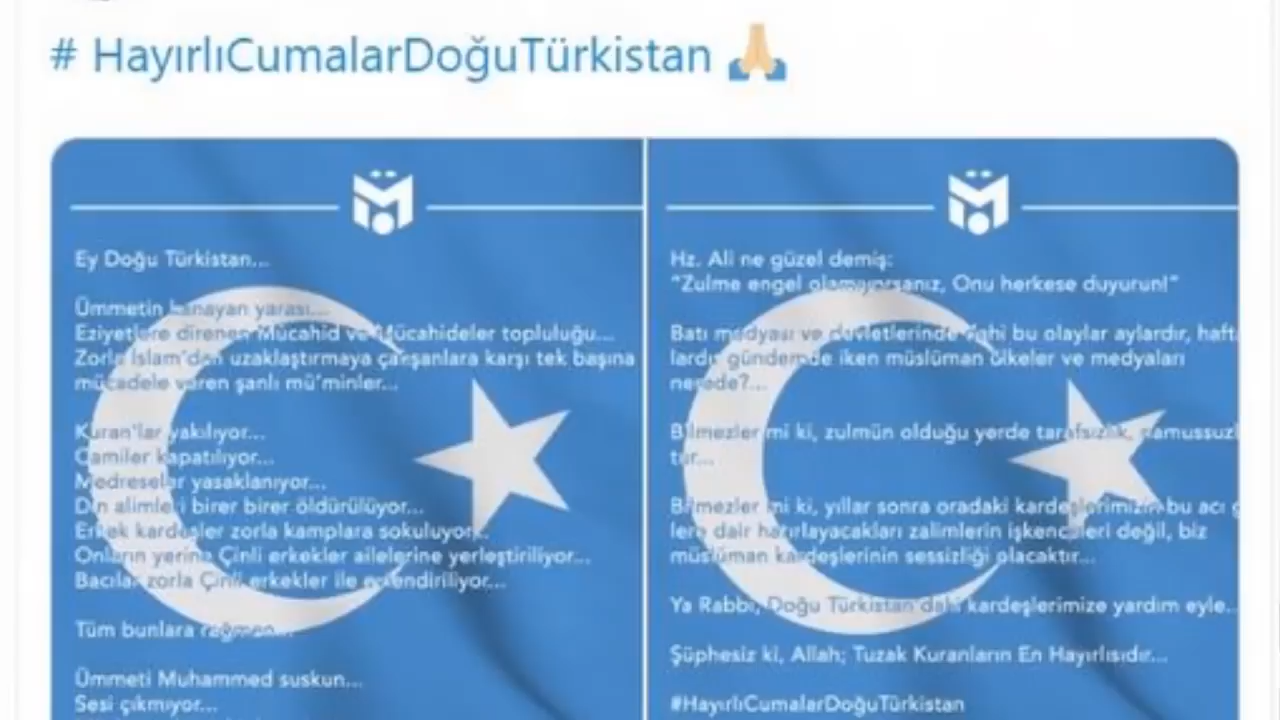 # HayırlıCumalarDoğuTürkistan
Ey Doğu Türkistan...
Ümmetin kanayan yarası...
Eziyetlere direnen Mücahid ve Mücahideler topluluğu...
Zorla İslam'dan uzaklaştırmaya çalışanlara karşı tek başına
mücadele veren şanlı mü'minler...
Kuran'lar yakılıyor...
Camiler kapatılıyor...
Medreseler yasaklanıyor...
Din alimleri birer birer öldürülüyor...
Erkek kardeşler zorla kamplara sokuluyor...
Onların yerine Çinli erkekler ailelerine yerleştiriliyor...
Bacılar zorla Çinli erkekler ile evlendiriliyor...
Tüm bunlara rağmen...
Ümmeti Muhammed suskun...
Sesi çıkmıyor...
Hz. Ali ne güzel demiş:
"Zulme engel olamıyorsanız, Onu herkese duyurun!"
Batı medyası ve devletlerinde dahi bu olaylar aylardır, hafta
lardır gündemde iken müslüman ülkeler ve medyaları
nerede?...
Bilmezler mi ki, zulmün olduğu yerde tarafsızlık, namussuzl
tur...
Bilmezler mi ki, yıllar sonra oradaki kardeşlerimizin bu acı g
lere dair hatırlayacakları zalimlerin işkenceleri değil, biz
müslüman kardeşlerinin sessizliği olacaktır...
Ya Rabbi, Doğu Türkistan'daki kardeşlerimize yardım eyle...
Şüphesiz ki, Allah; Tuzak Kuranların En Hayırlısıdır...
#HayırlıCumalarDoğuTürkistan